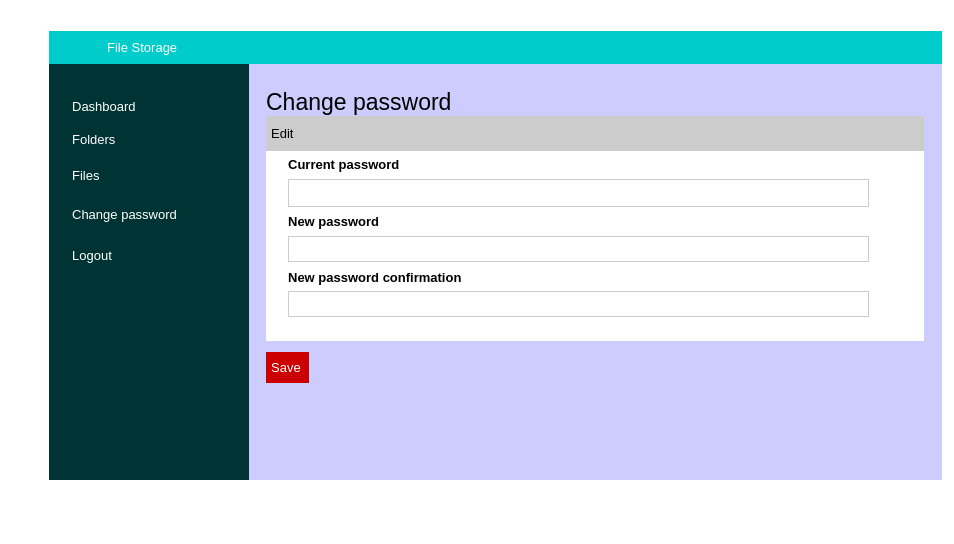 File Storage
Dashboard
Folders
Files
Change password
Logout
Change password
Edit
Current password
New password
New password confirmation
Save